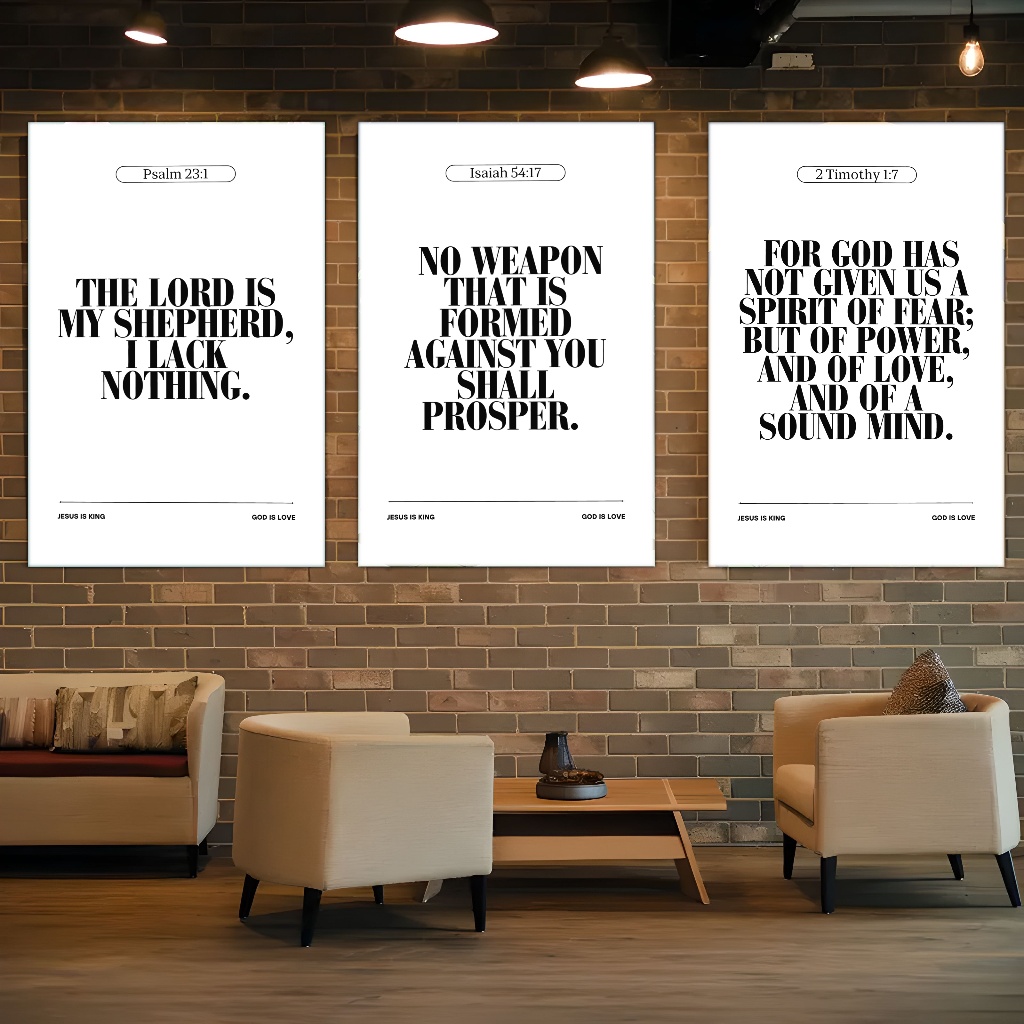 Psalm 23:1
THE LORD IS
MY SHEPHERD,
I LACK
NOTHING.
JESUS IS KING
GOD IS LOVE
Isaiah 54:17
NO WEAPON
THAT IS
FORMED
AGAINST YOU
SHALL
PROSPER.
JESUS IS KING
GOD IS LOVE
2 Timothy 1:7
FOR GOD HAS
NOT GIVEN US A
SPIRIT OF FEAR;
BUT OF POWER,
AND OF LOVE,
AND OF A
SOUND MIND.
JESUS IS KING
GOD IS LOVE